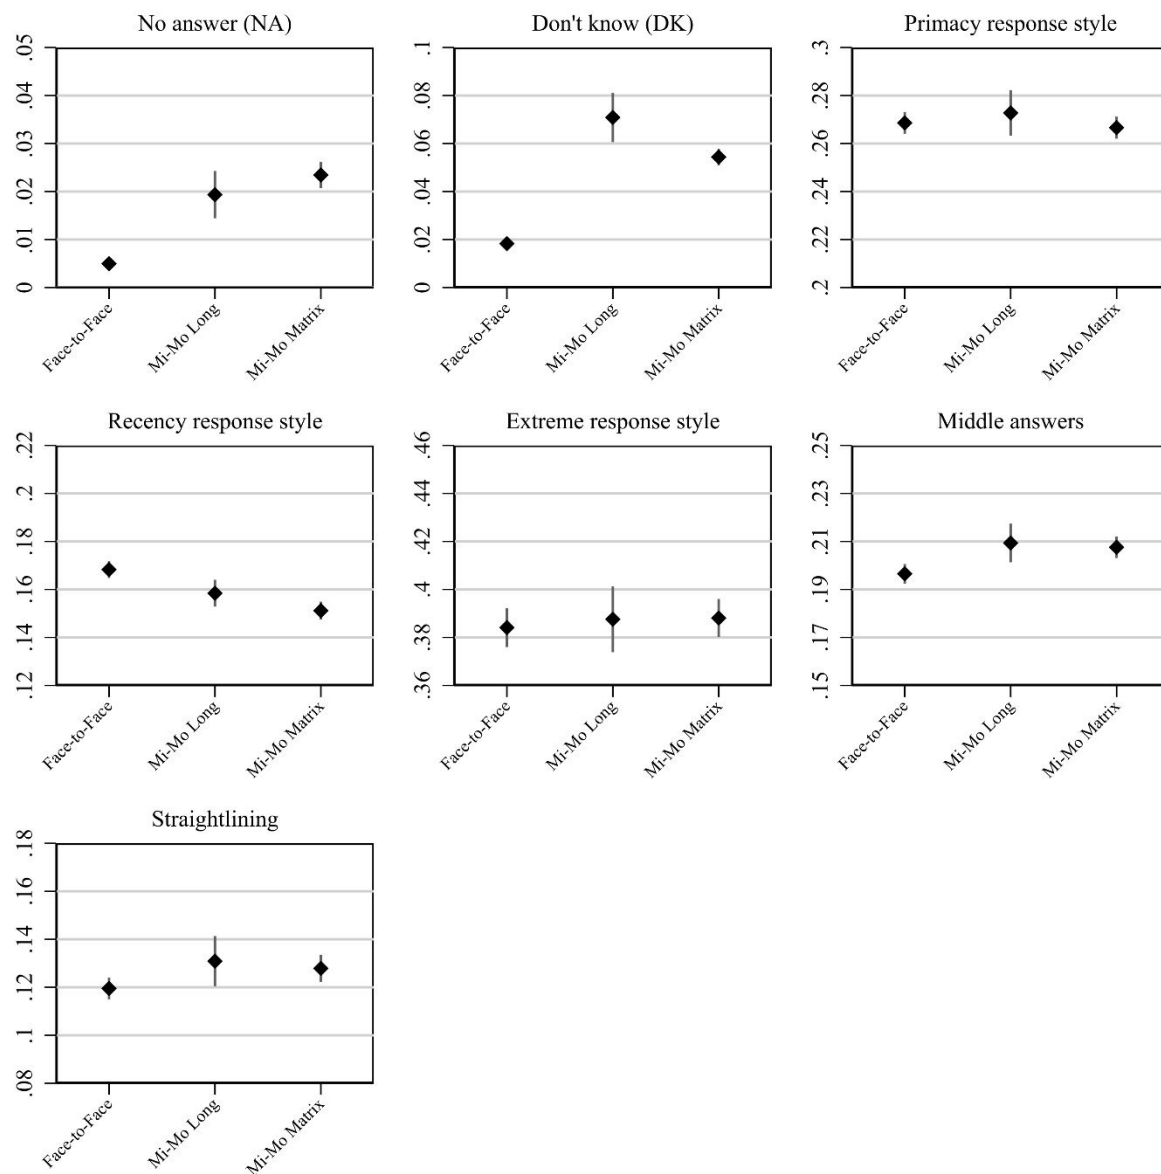 No answer (NA)
.05
.04
.03
.02
.01
0
Face-to-Face
Mi-Mo Long
Mi-Mo Matrix
Don't know (DK)
.1
.08
.06
.04
.02
0
Face-to-Face
Mi-Mo Long
Mi-Mo Matrix
Primacy response style
.3
.28
.26
.24
.22
.2
Face-to-Face
Mi-Mo Long
Mi-Mo Matrix
Recency response style
.22
.2
.18
.16
.14
.12
Face-to-Face
Mi-Mo Long
Mi-Mo Matrix
Extreme response style
.46
.44
.42
.4
.38
.36
Face-to-Face
Mi-Mo Long
Mi-Mo Matrix
Middle answers
.25
.23
.21
.19
.17
.15
Face-to-Face
Mi-Mo Long
Mi-Mo Matrix
Straightlining
.18
.16
.14
.12
.1
.08
Face-to-Face
Mi-Mo Long
Mi-Mo Matrix